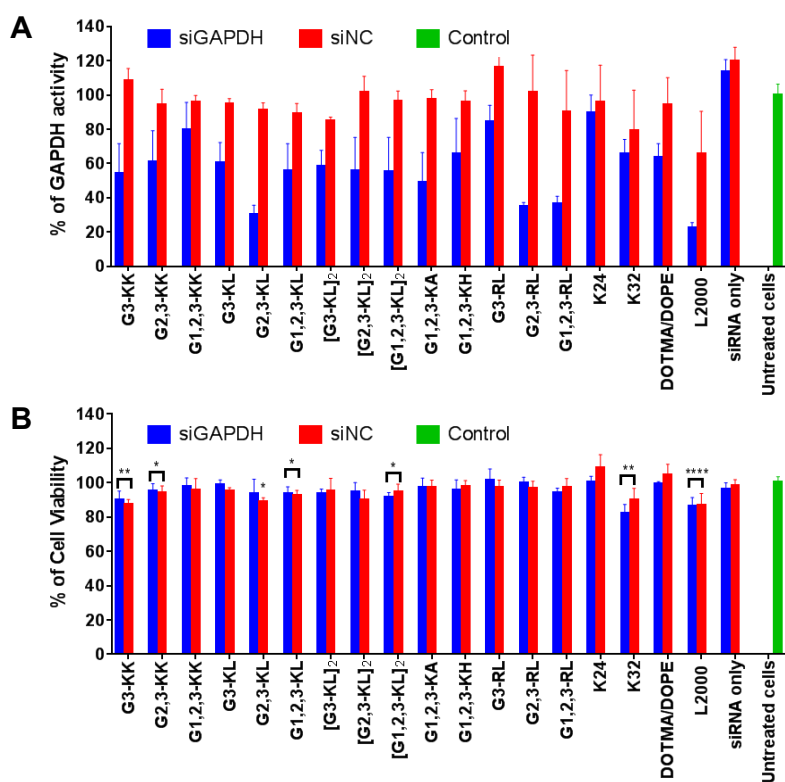 A
siGAPDH siNC Control
% of GAPDH activity
140
120
100
80
60
40
20
0
G3-KK
G2,3-KK
G1,2,3-KK
G3-KL
G2,3-KL
G1,2,3-KL
[G3-KL]2
[G2,3-KL]2
[G1,2,3-KL]2
G1,2,3-KA
G1,2,3-KH
G3-RL
G2,3-RL
G1,2,3-RL
K24
K32
DOTMA/DOPE
L2000
siRNA only
Untreated cells
B
siGAPDH siNC Control
% of Cell Viability
140
120
100
80
60
40
20
0
** * * * * ** ****
G3-KK
G2,3-KK
G1,2,3-KK
G3-KL
G2,3-KL
G1,2,3-KL
[G3-KL]2
[G2,3-KL]2
[G1,2,3-KL]2
G1,2,3-KA
G1,2,3-KH
G3-RL
G2,3-RL
G1,2,3-RL
K24
K32
DOTMA/DOPE
L2000
siRNA only
Untreated cells